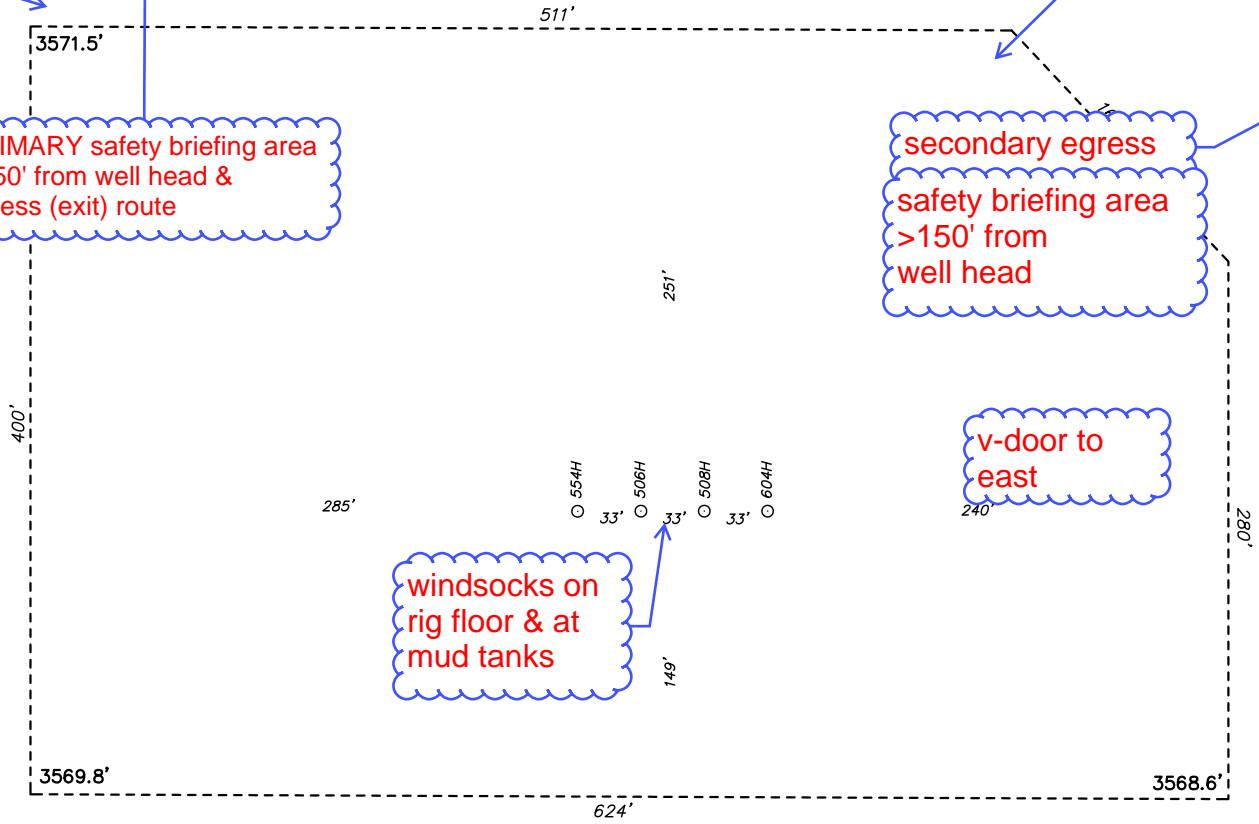 511'
3571.5'
IMARY safety briefing area
50' from well head &
ess (exit) route
secondary egress
safety briefing area
>150' from
well head
251'
400'
v-door to
east
554H
506H
508H
604H
285'
33'
33'
33'
240'
280'
windsocks on
rig floor & at
mud tanks
149'
3569.8'
3568.6'
624'